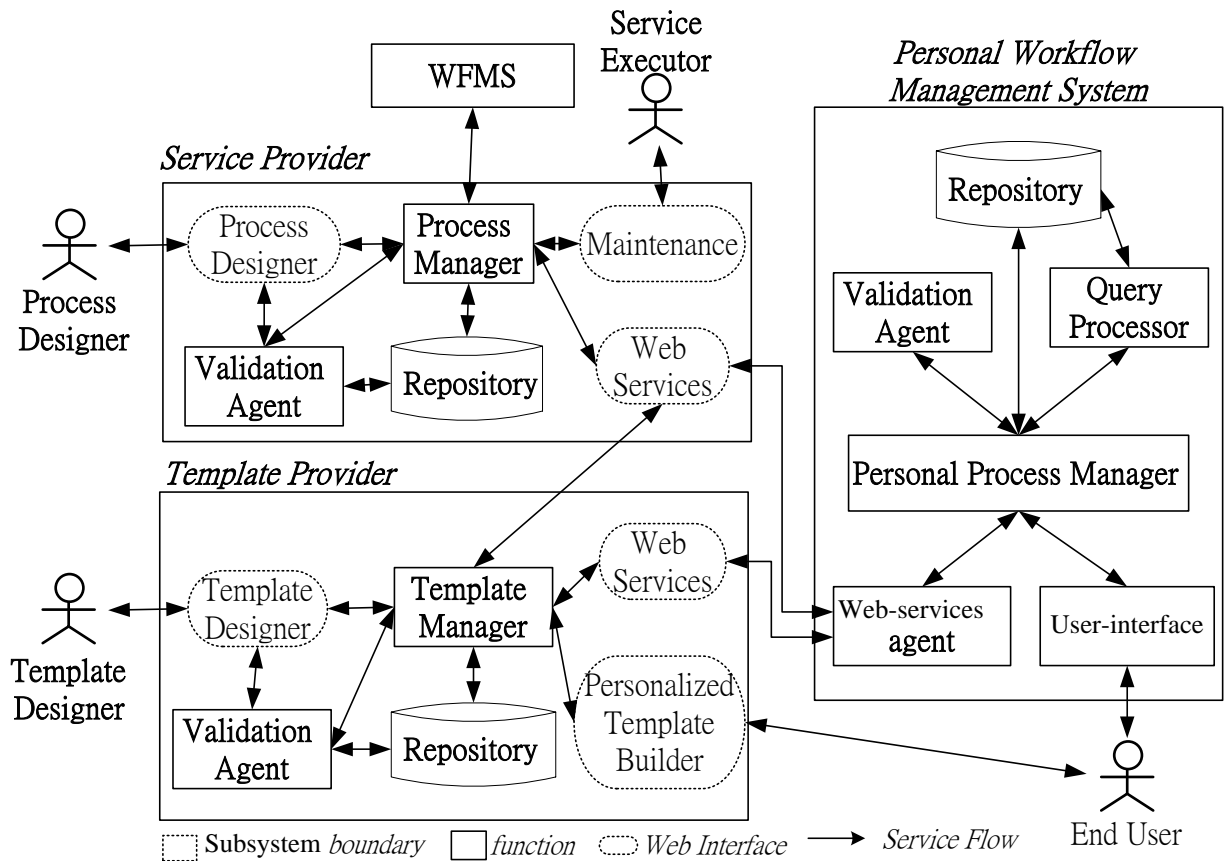 Service
Executor
WFMS
Personal Workflow
Management System
Service Provider
Process
Designer
Process
Manager
Maintenance
Process
Designer
Validation
Agent
Repository
Web
Services
Repository
Validation
Agent
Query
Processor
Personal Process Manager
Web-services
agent
User-interface
Template Provider
Template
Designer
Template
Manager
Web
Services
Template
Designer
Validation
Agent
Repository
Personalized
Template
Builder
End User
Subsystem boundary
function
Web Interface
Service Flow